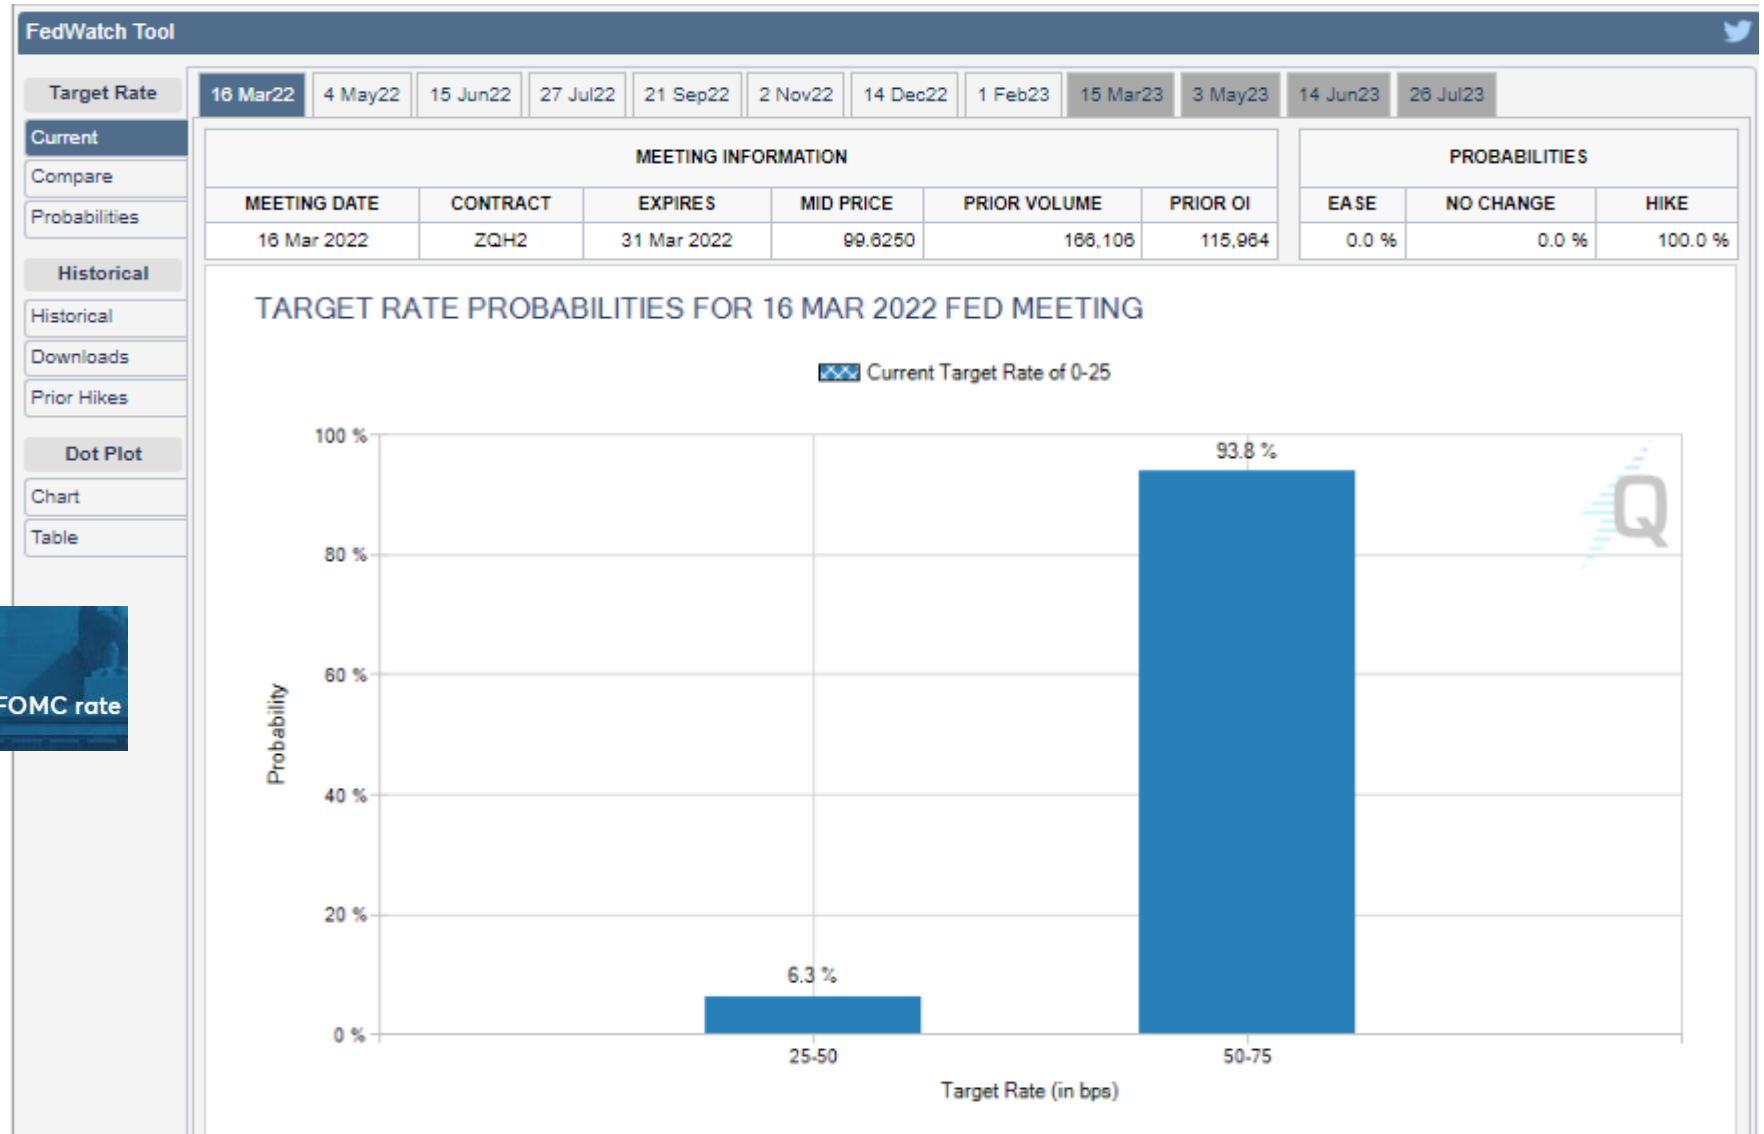 FedWatch Tool
Target Rate
Current
Compare
Probabilities
Historical
Historical
Downloads
Prior Hikes
Dot Plot
Chart
Table
FOMC rate
16 Mar22 4 May22 15 Jun22 27 Jul22 21 Sep22 2 Nov22 14 Dec22 1 Feb23 15 Mar23 3 May23 14 Jun23 26 Jul23
MEETING INFORMATION
MEETING DATE CONTRACT EXPIRES MID PRICE PRIOR VOLUME PRIOR OI
16 Mar 2022 ZQH2 31 Mar 2022 99.6250 166,106 115,964
PROBABILITIES
EASE NO CHANGE HIKE
0.0 % 0.0 % 100.0 %
TARGET RATE PROBABILITIES FOR 16 MAR 2022 FED MEETING
Current Target Rate of 0-25
100 %
80 %
60 %
40 %
20 %
0 %
Probability
6.3 %
93.8 %
25-50 50-75
Target Rate (in bps)
Q